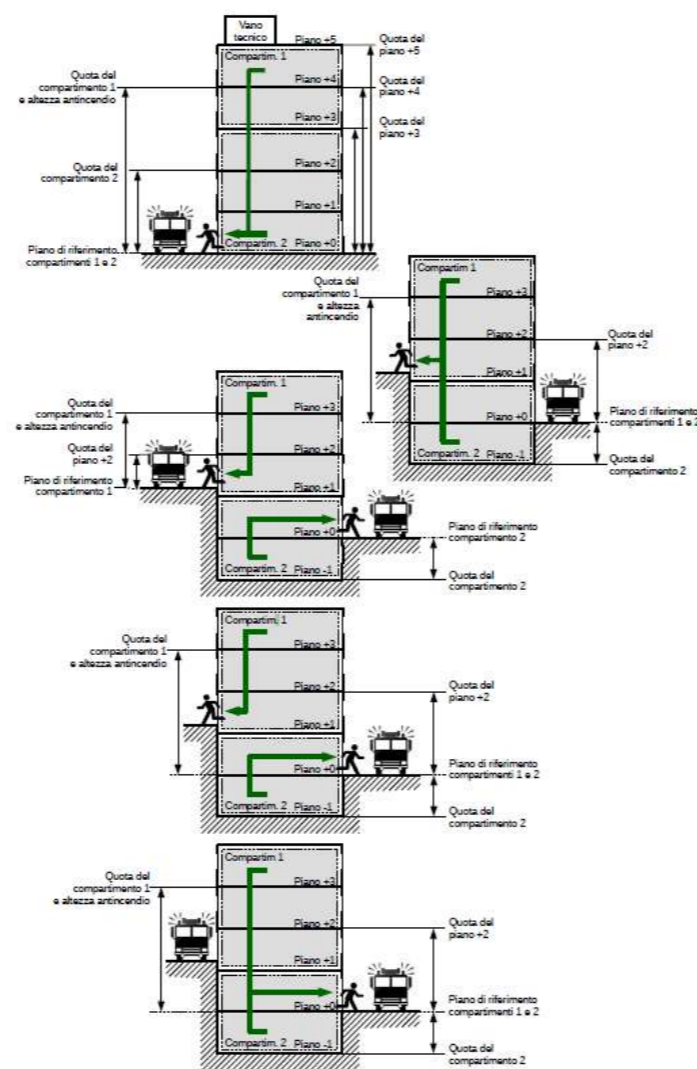 Vano
tecnico
Piano +5
Quota del
piano +5
Compartim. 1
Quota del
compartimento 1
e altezza antincendio
Piano +4
Quota del
piano +4
Piano +3
Quota del
piano +3
Quota del
compartimento 2
Piano +2
Piano +1
Piano di riferimento
compartimenti 1 e 2
Compartim. 2
Piano +0
Compartim 1
Quota del
compartimento 1
e altezza
antincendio
Piano +3
Piano +2
Quota del
piano +2
Piano +1
Piano +0
Piano di riferimento
compartimenti 1 e 2
Compartim. 2
Piano -1
Quota del
compartimento 2
Compartim. 1
Quota del
compartimento 1
e altezza antincendio
Piano +3
Quota del
piano +2
Piano +2
Piano di riferimento
compartimento 1
Piano +1
Piano +0
Piano di riferimento
compartimento 2
Compartim. 2
Piano -1
Quota del
compartimento 2
Compartim. 1
Quota del
compartimento 1
e altezza antincendio
Piano +3
Piano +2
Quota del
piano +2
Piano +1
Piano +0
Piano di riferimento
compartimenti 1 e 2
Compartim. 2
Piano -1
Quota del
compartimento 2
Compartim 1
Quota del
compartimento 1
e altezza antincendio
Piano +3
Piano +2
Quota del
piano +2
Piano +1
Piano +0
Piano di riferimento
compartimenti 1 e 2
Compartim. 2
Piano -1
Quota del
compartimento 2